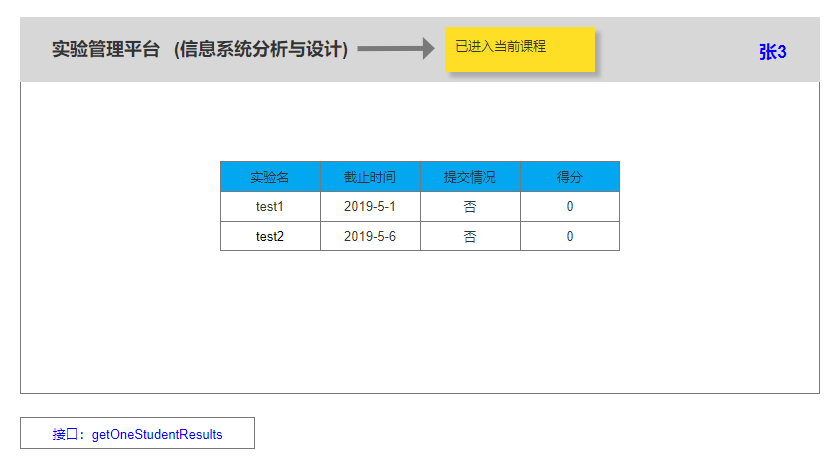 实验管理平台 (信息系统分析与设计) 已进入当前课程 张3
实验名 截止时间 提交情况 得分
test1 2019-5-1 否 0
test2 2019-5-6 否 0
接口：getOneStudentResults